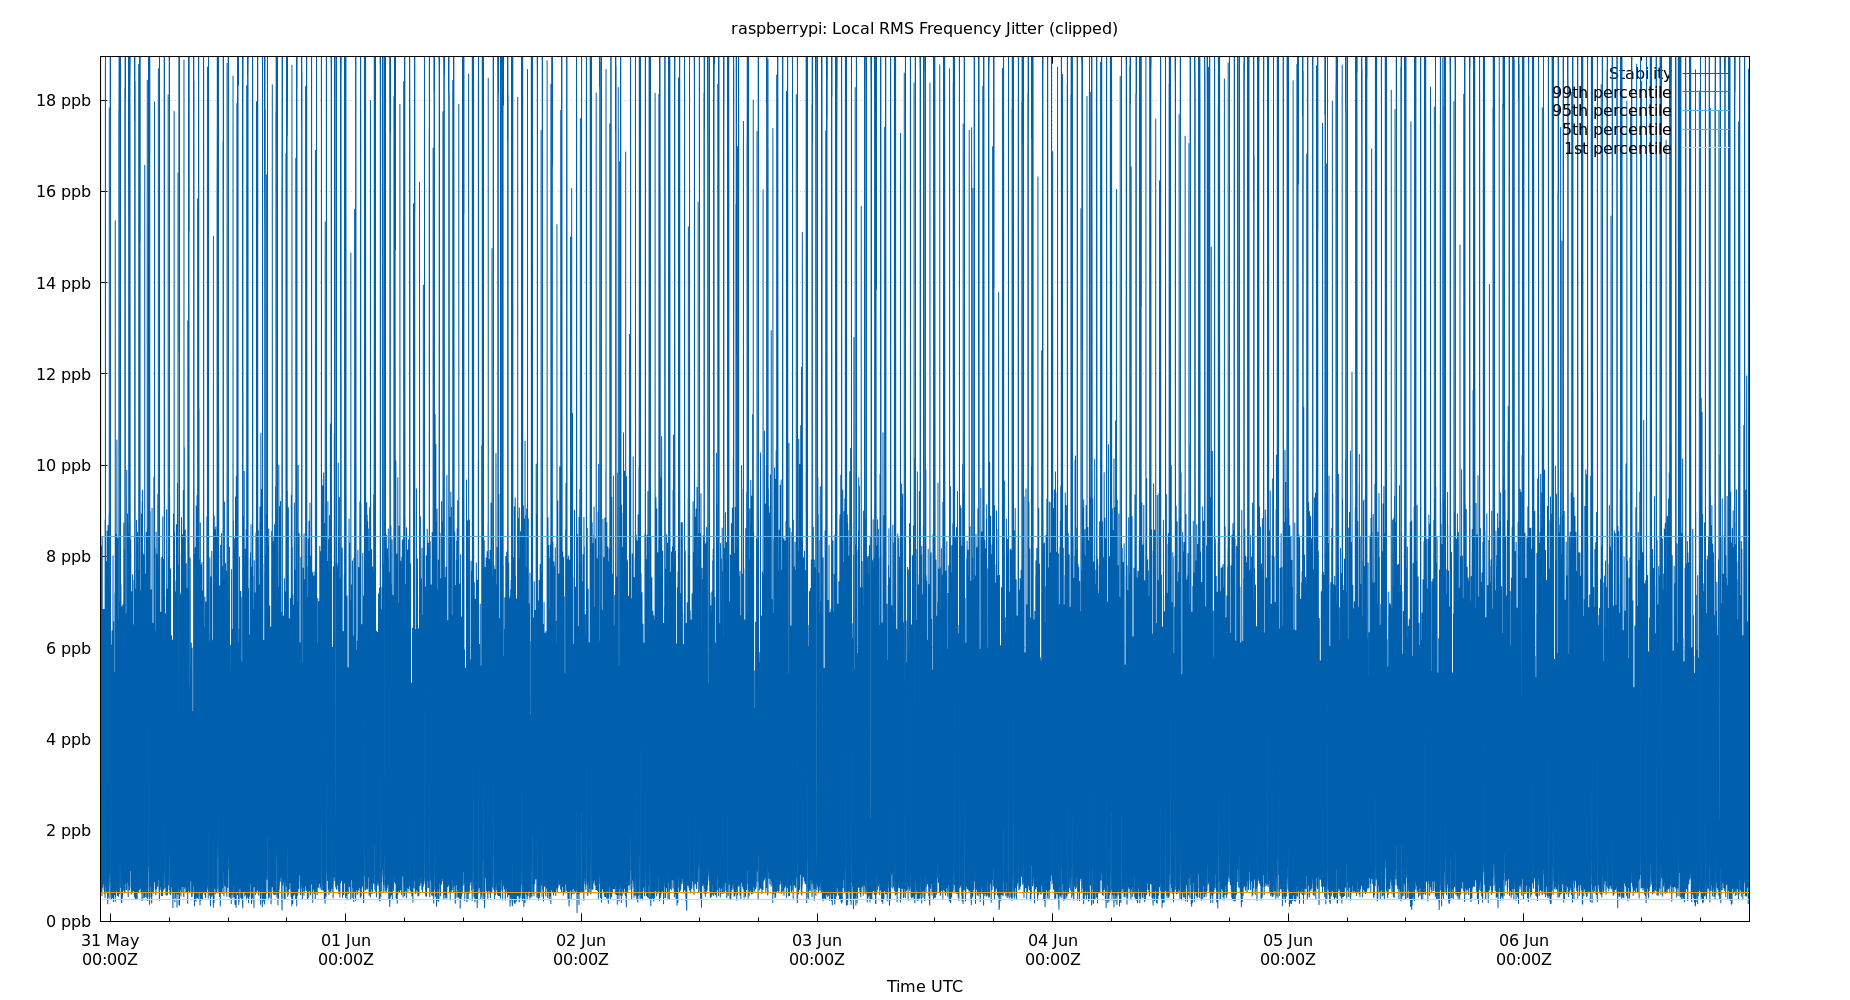 raspberrypi: Local RMS Frequency Jitter (clipped)
Stability
99th percentile
95th percentile
5th percentile
1st percentile
18 ppb
16 ppb
14 ppb
12 ppb
10 ppb
8 ppb
6 ppb
4 ppb
2 ppb
0 ppb
31 May 01 Jun 02 Jun 03 Jun 04 Jun 05 Jun 06 Jun
00:00Z 00:00Z 00:00Z 00:00Z 00:00Z 00:00Z 00:00Z
Time UTC